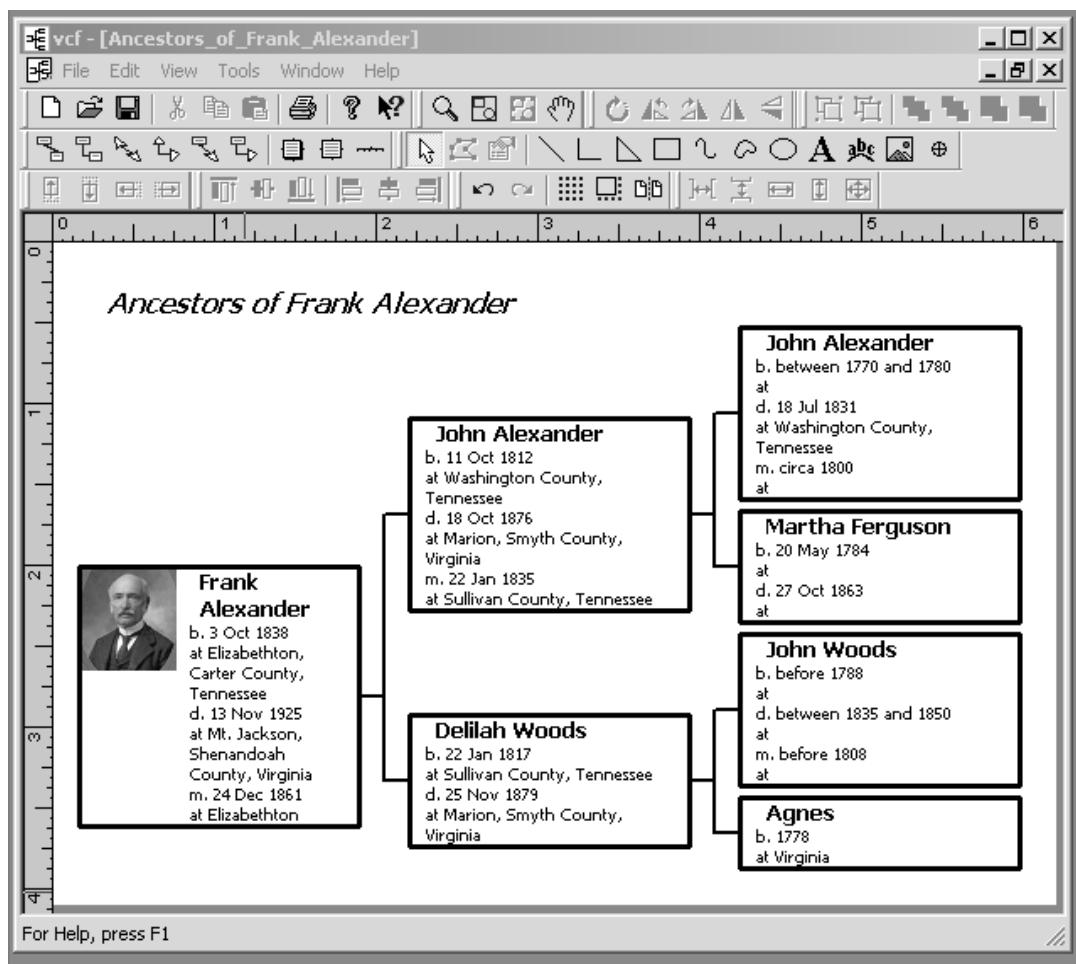 vcf - [Ancestors_of_Frank_Alexander]
File Edit View Tools Window Help
A abc
0 1 2 3 4 5 6
0
1
2
3
4
Ancestors of Frank Alexander
Frank
Alexander
b. 3 Oct 1838
at Elizabethton,
Carter County,
Tennessee
d. 13 Nov 1925
at Mt. Jackson,
Shenandoah
County, Virginia
m. 24 Dec 1861
at Elizabethton
John Alexander
b. 11 Oct 1812
at Washington County,
Tennessee
d. 18 Oct 1876
at Marion, Smyth County,
Virginia
m. 22 Jan 1835
at Sullivan County, Tennessee
Delilah Woods
b. 22 Jan 1817
at Sullivan County, Tennessee
d. 25 Nov 1879
at Marion, Smyth County,
Virginia
John Alexander
b. between 1770 and 1780
at
d. 18 Jul 1831
at Washington County,
Tennessee
m. circa 1800
at
Martha Ferguson
b. 20 May 1784
at
d. 27 Oct 1863
at
John Woods
b. before 1788
at
d. between 1835 and 1850
at
m. before 1808
at
Agnes
b. 1778
at Virginia
For Help, press F1